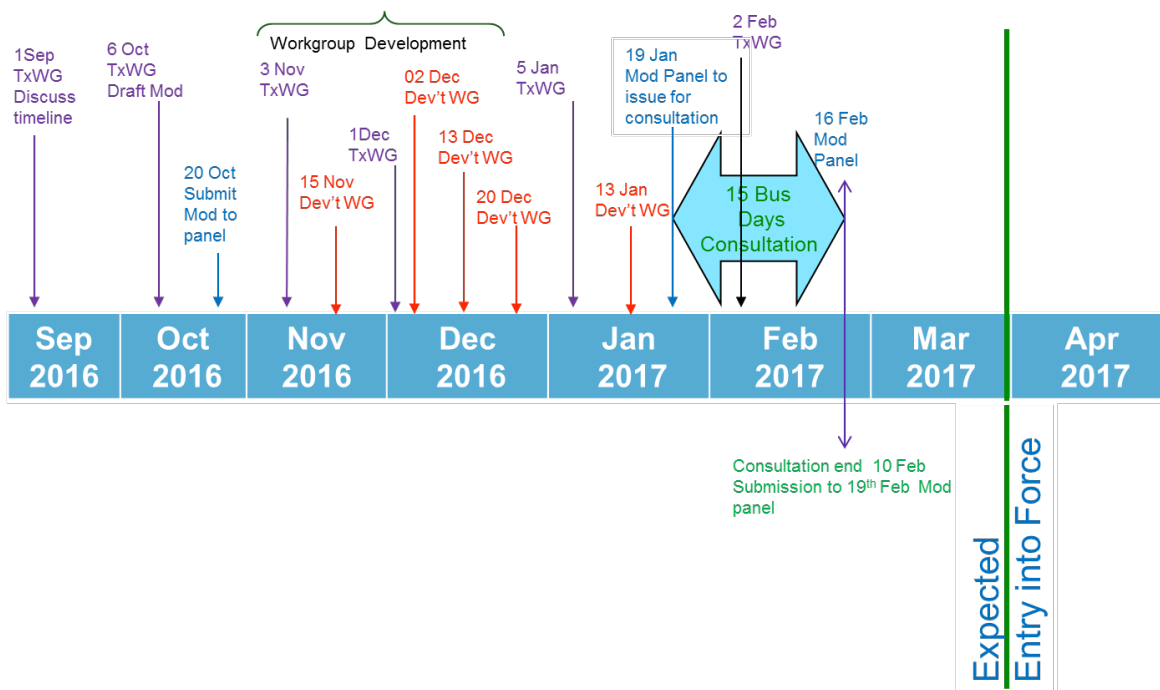 Workgroup Development
1Sep
TxWG
Discuss
timeline
6 Oct
TxWG
Draft Mod
20 Oct
Submit
Mod to
panel
3 Nov
TxWG
15 Nov
Dev't WG
1Dec
TxWG
02 Dec
Dev't WG
13 Dec
Dev't WG
20 Dec
Dev't WG
5 Jan
TxWG
13 Jan
Dev't WG
19 Jan
Mod Panel to
issue for
consultation
2 Feb
TxWG
15 Bus
Days
Consultation
16 Feb
Mod
Panel
Sep
2016
Oct
2016
Nov
2016
Dec
2016
Jan
2017
Feb
2017
Mar
2017
Apr
2017
Consultation end 10 Feb
Submission to 19th Feb Mod
panel
Expected
Entry into Force